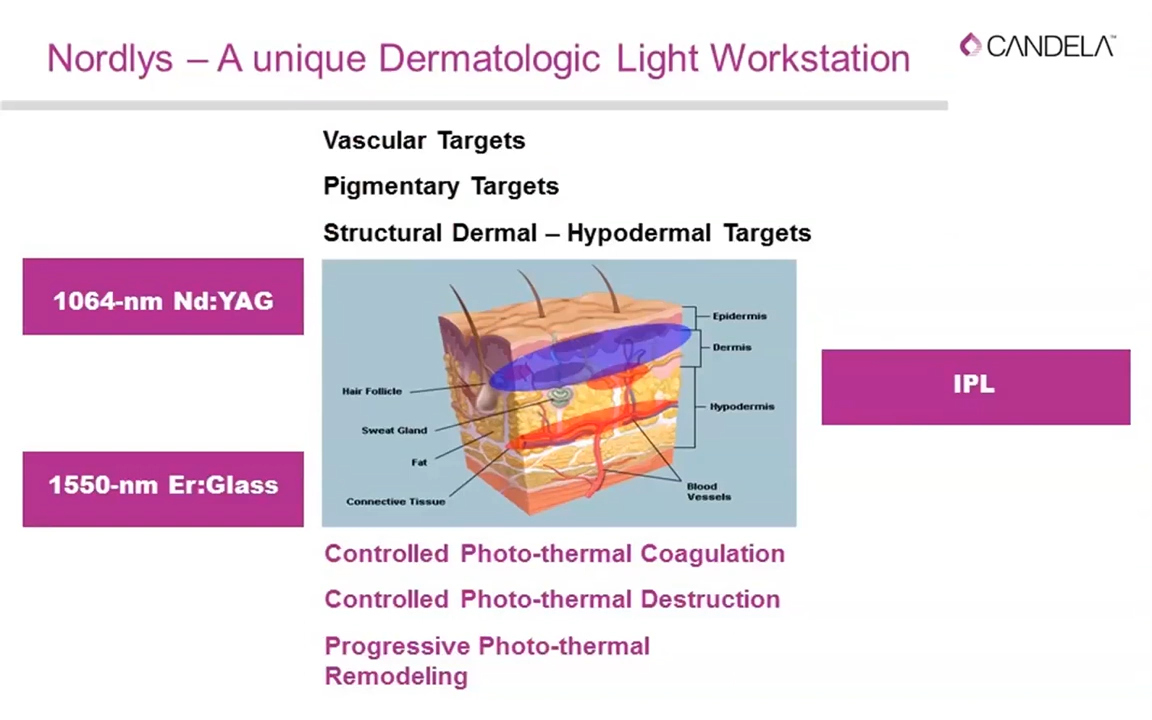 Nordlys – A unique Dermatologic Light Workstation
CANDELA™
Vascular Targets
Pigmentary Targets
Structural Dermal – Hypodermal Targets
1064-nm Nd:YAG
1550-nm Er:Glass
Epidermis
Dermis
Hair Follicle
Hypodermis
Sweat Gland
Fat
Connective Tissue
Blood
Vessels
IPL
Controlled Photo-thermal Coagulation
Controlled Photo-thermal Destruction
Progressive Photo-thermal
Remodeling